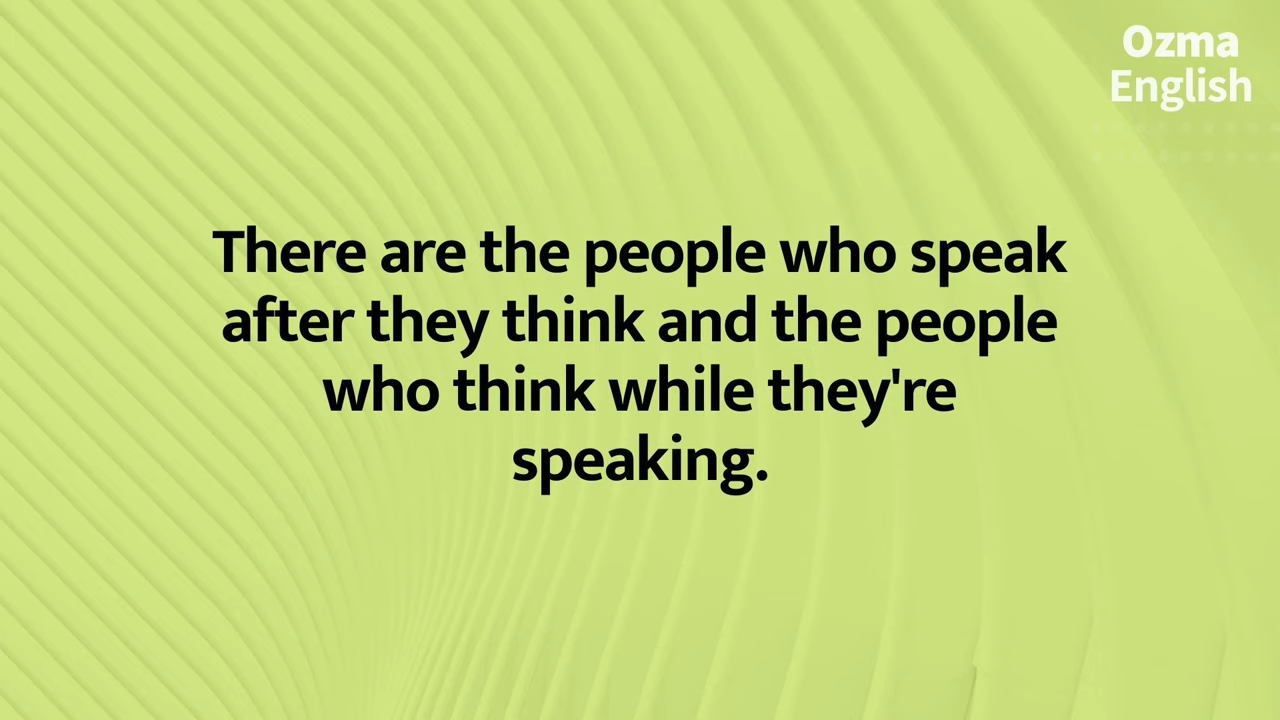 Ozma
English
There are the people who speak
after they think and the people
who think while they're
speaking.